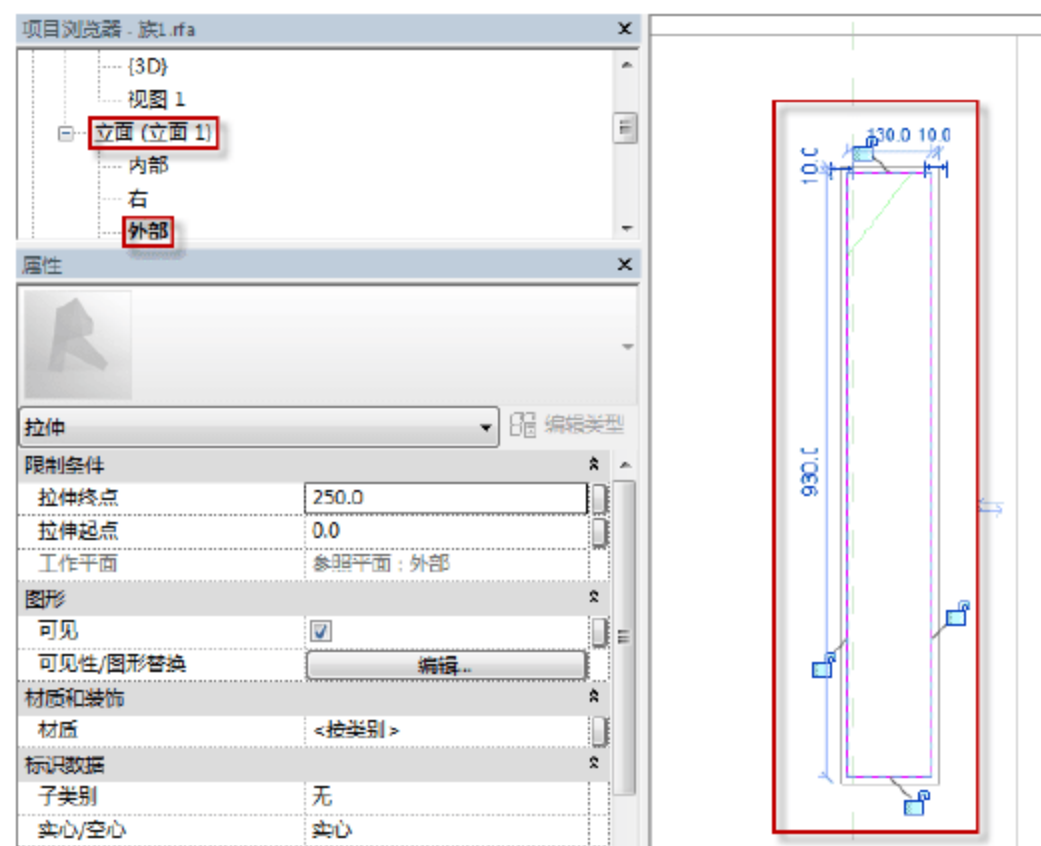 项目浏览器 - 族1.rfa
{3D}
视图 1
立面 (立面 1)
内部
右
外部
属性
拉伸
编辑类型
限制条件
拉伸终点 250.0
拉伸起点 0.0
工作平面 参照平面 : 外部
图形
可见
可见性/图形替换 编辑...
材质和装饰
材质 <按类别>
标识数据
子类别 无
实心/空心 实心
130.0 10.0
10.0
930.0